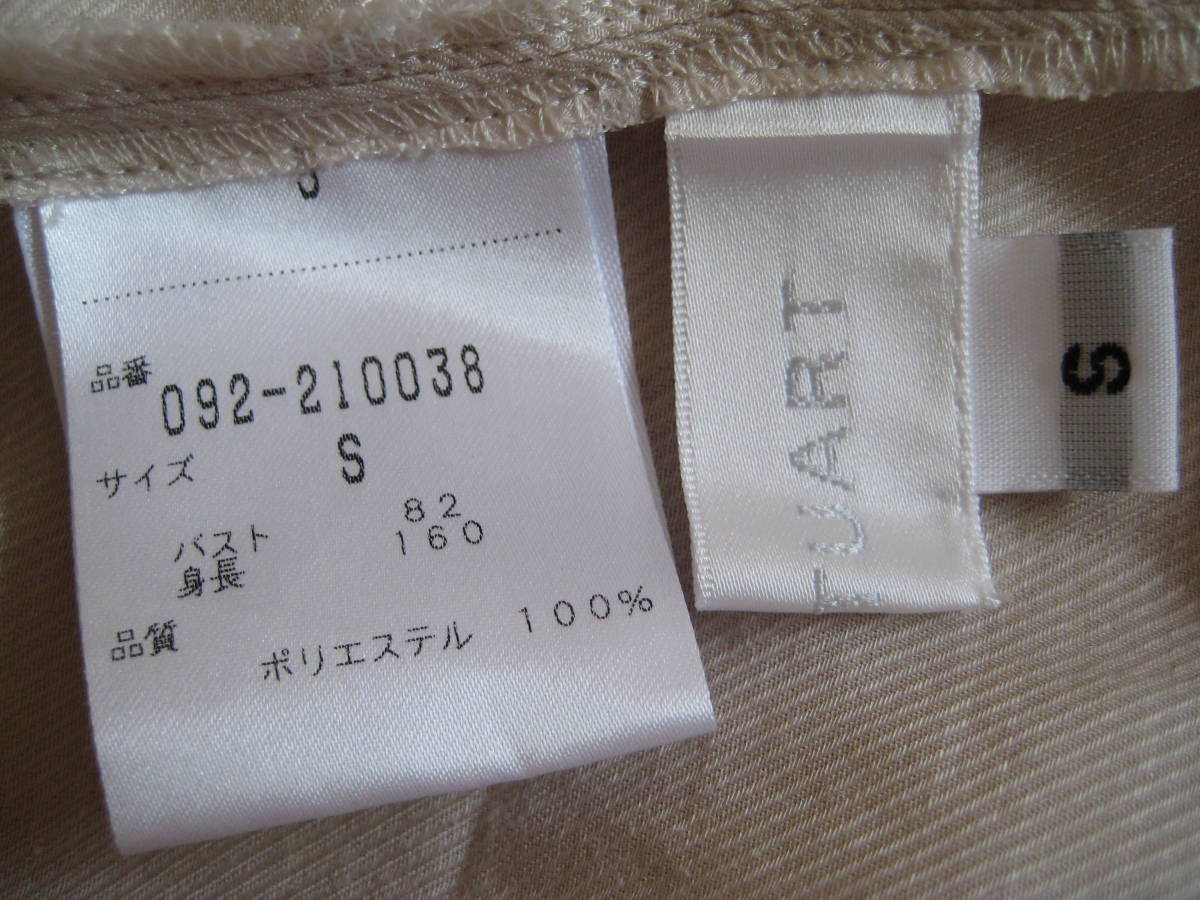 品番 092-210038
サイズ S
バスト 82
身長 160
品質 ポリエステル 100%
TUART
S